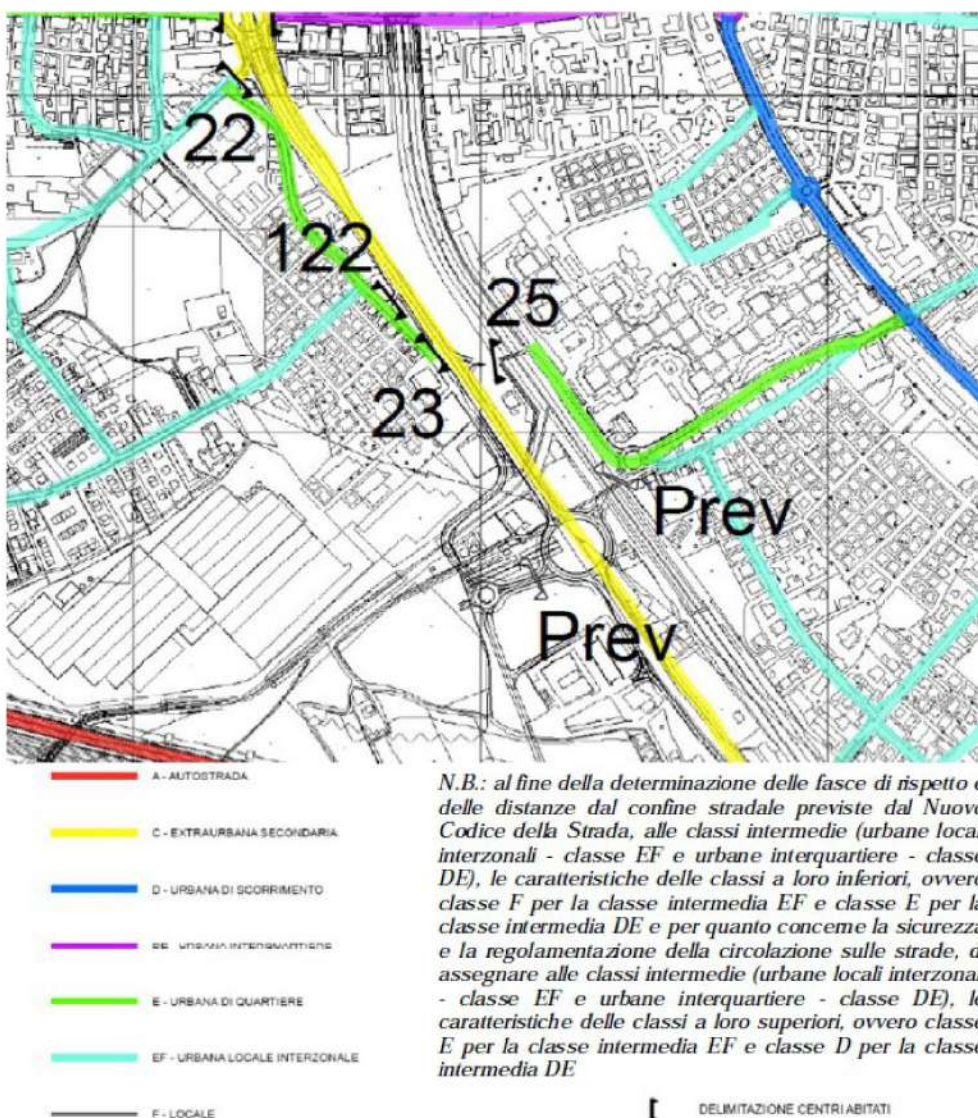 22
122
25
23
Prev
Prev
A - AUTOSTRADA
C - EXTRAURBANA SECONDARIA
D - URBANA DI SCORRIMENTO
E - URBANA DI QUARTIERE
EF - URBANA LOCALE INTERZONALE
F - LOCALE
N.B.: al fine della determinazione delle fasce di rispetto e
delle distanze dal confine stradale previste dal Nuovo
Codice della Strada, alle classi intermedie (urbane local
interzonali - classe EF e urbane interquartiere - classe
DE), le caratteristiche delle classi a loro inferiori, ovvero
classe F per la classe intermedia EF e classe E per la
classe intermedia DE e per quanto concerne la sicurezza
e la regolamentazione della circolazione sulle strade, d
assegnare alle classi intermedie (urbane locali interzonal
- classe EF e urbane interquartiere - classe DE), le
caratteristiche delle classi a loro superiori, ovvero classe
E per la classe intermedia EF e classe D per la classe
intermedia DE
DELIMITAZIONE CENTRI ABITATI